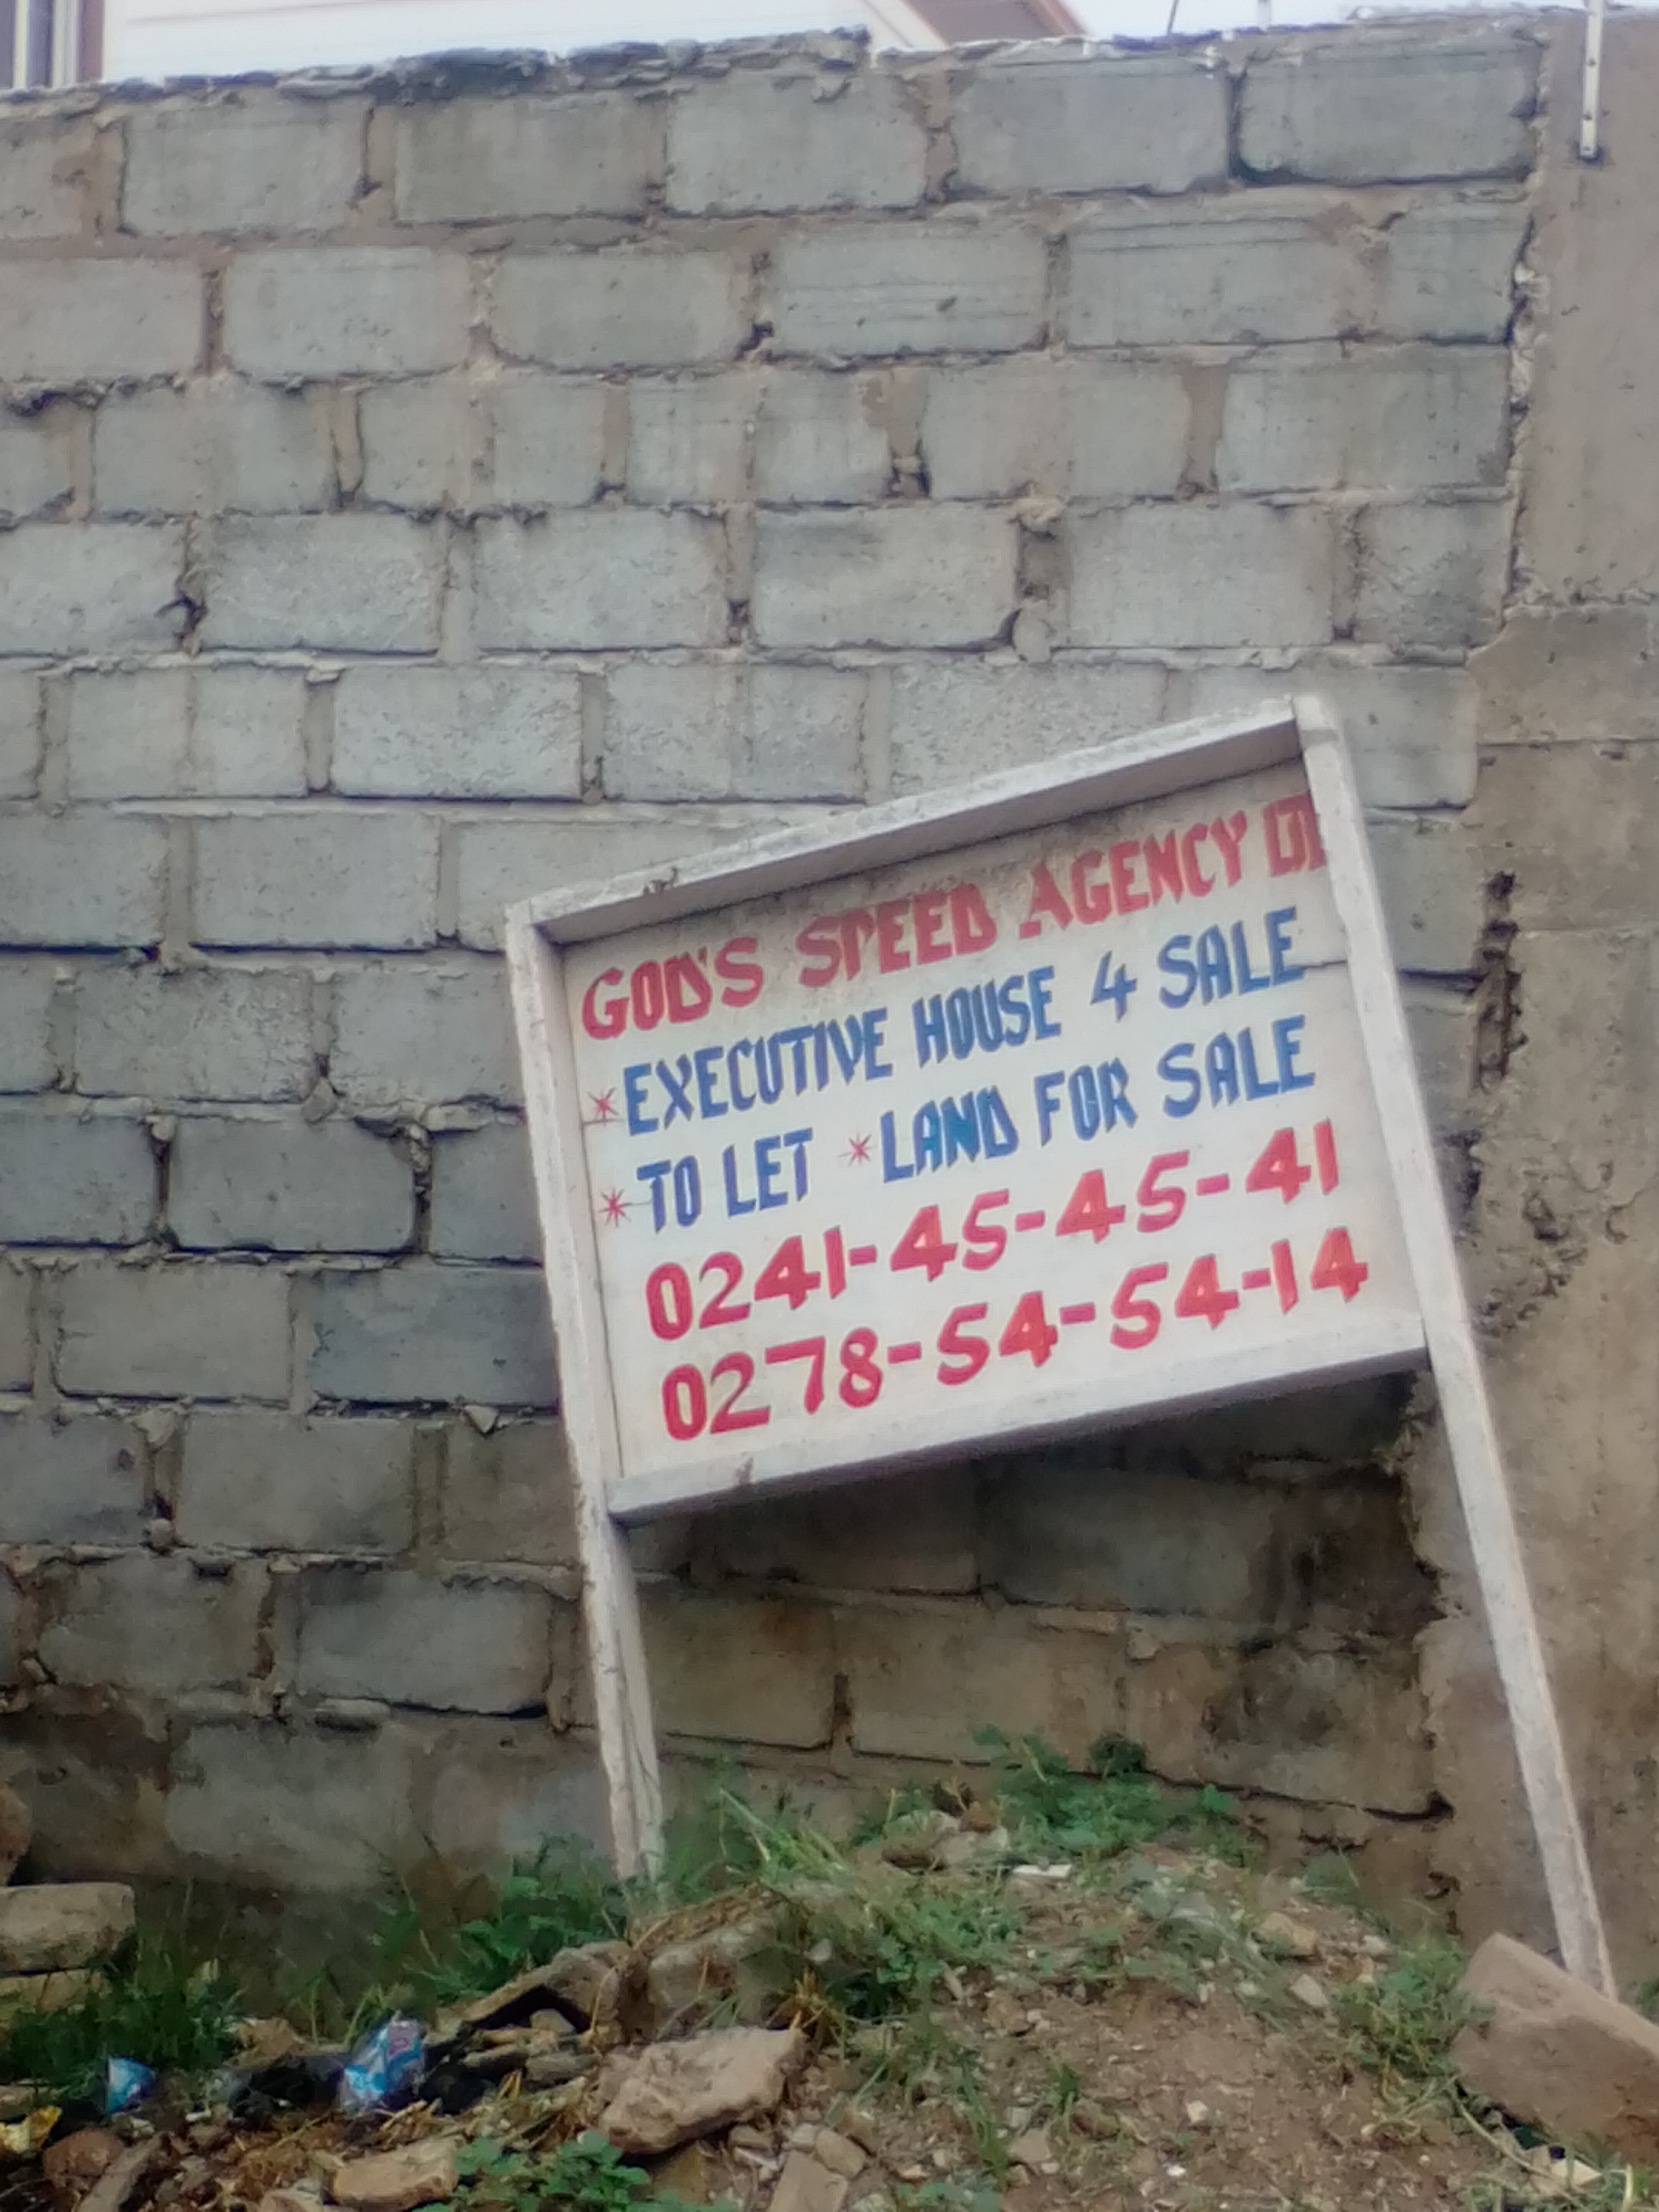 GOD'S SPEED AGENCY LTD
* EXECUTIVE HOUSE 4 SALE
* TO LET * LAND FOR SALE
0241-45-45-41
0278-54-54-14